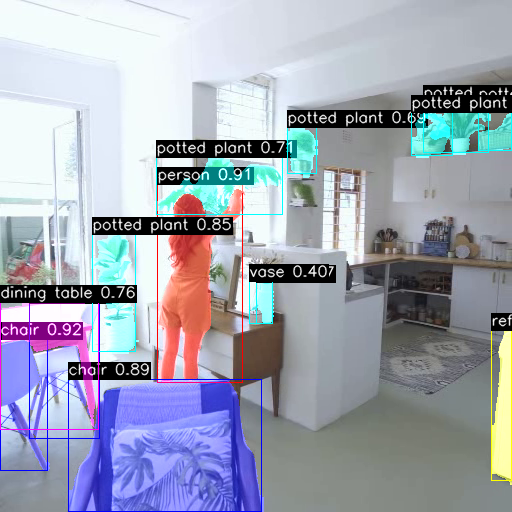 potted plant
potted plant 0.69
potted plant 0.71
person 0.91
potted plant 0.85
vase 0.407
dining table 0.76
ref
chair 0.92
chair 0.89